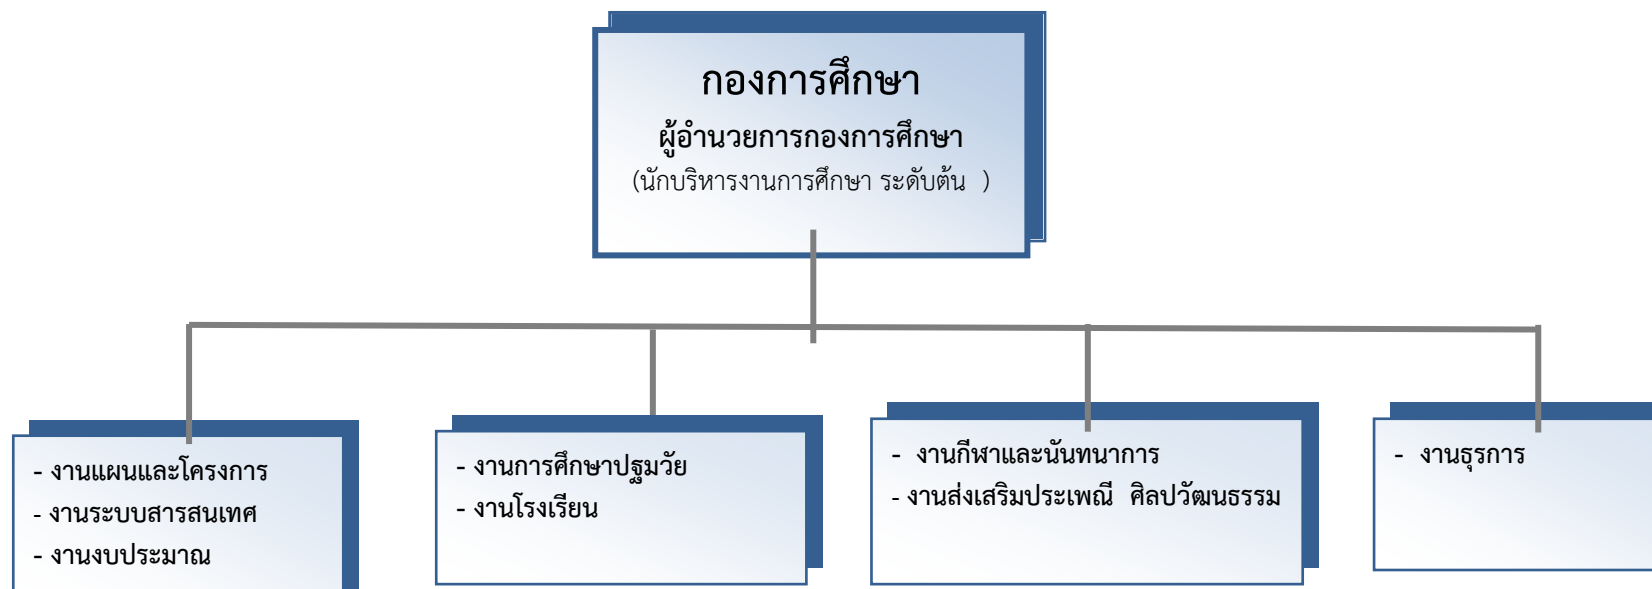 กองการศึกษา
ผู้อำนวยการกองการศึกษา
(นักบริหารงานการศึกษา ระดับต้น )
- งานแผนและโครงการ
- งานระบบสารสนเทศ
- งานงบประมาณ
- งานการศึกษาปฐมวัย
- งานโรงเรียน
- งานกีฬาและนันทนาการ
- งานส่งเสริมประเพณี ศิลปวัฒนธรรม
- งานธุรการ